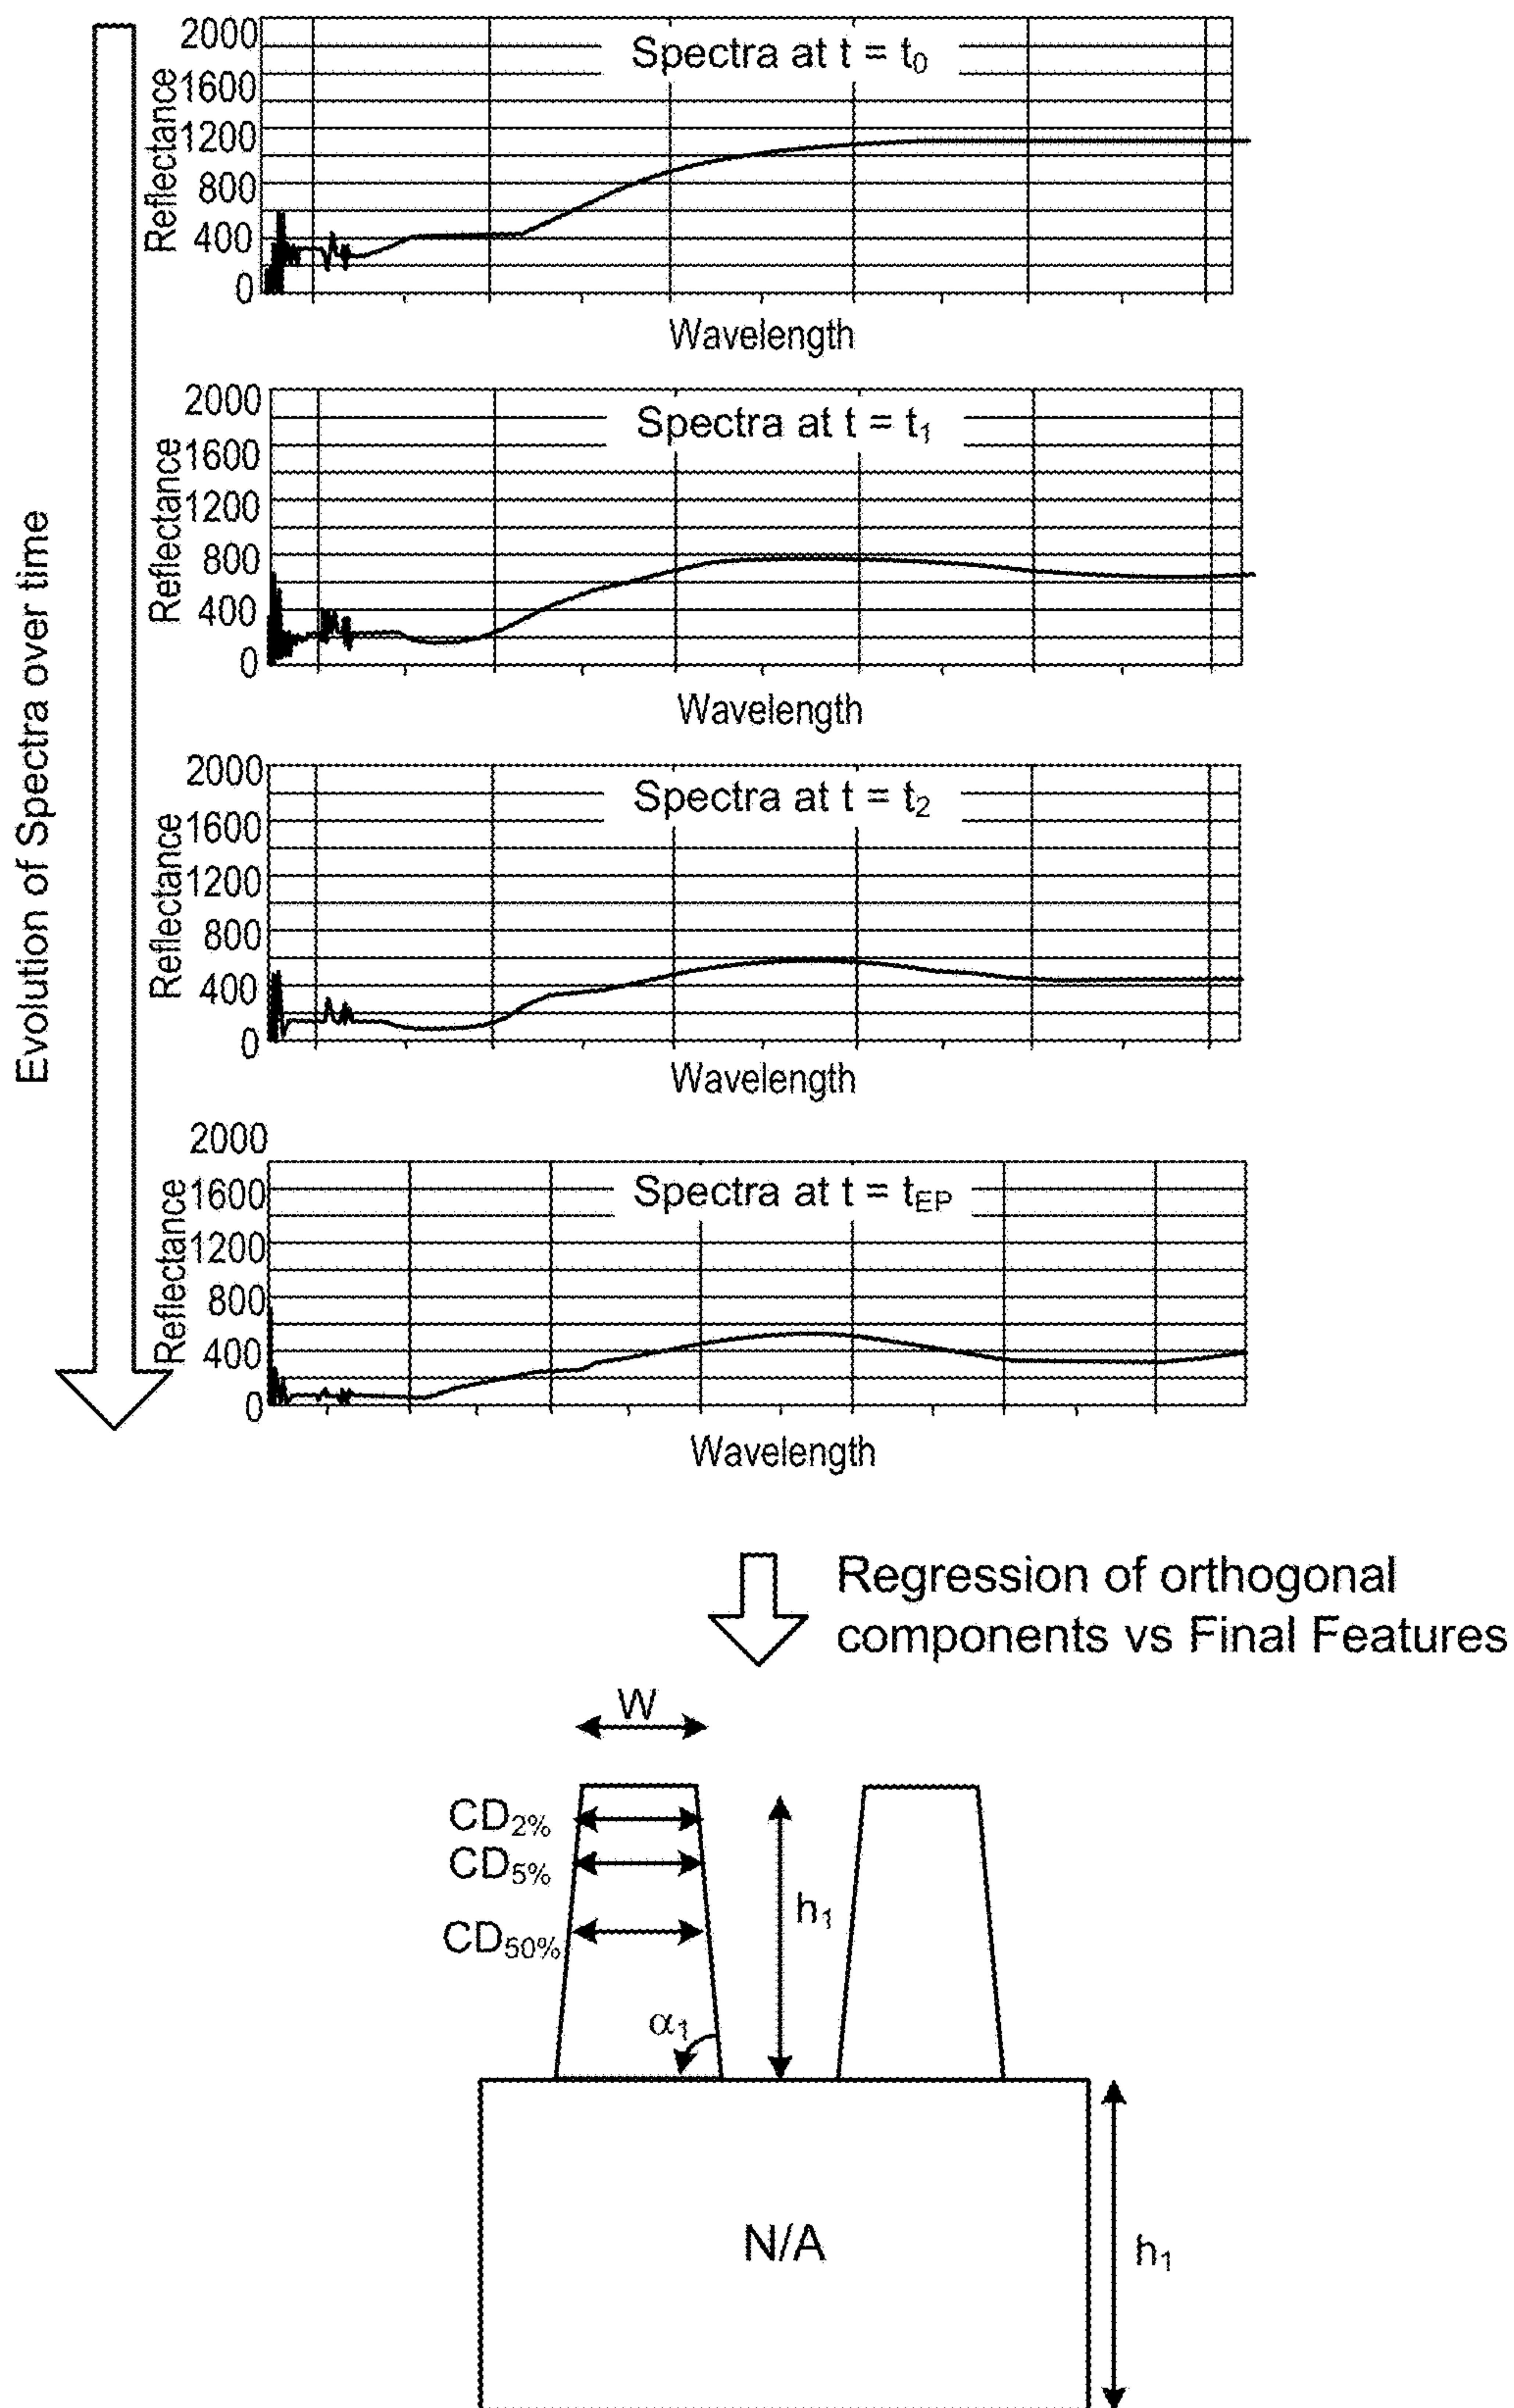 Evolution of Spectra over time
Spectra at t = t0
Reflectance
2000
1600
1200
800
400
0
Wavelength
Spectra at t = t1
Reflectance
2000
1600
1200
800
400
0
Wavelength
Spectra at t = t2
Reflectance
2000
1600
1200
800
400
0
Wavelength
Spectra at t = tEP
Reflectance
2000
1600
1200
800
400
0
Wavelength
Regression of orthogonal
components vs Final Features
W
CD2%
CD5%
CD50%
h1
α1
N/A
h1